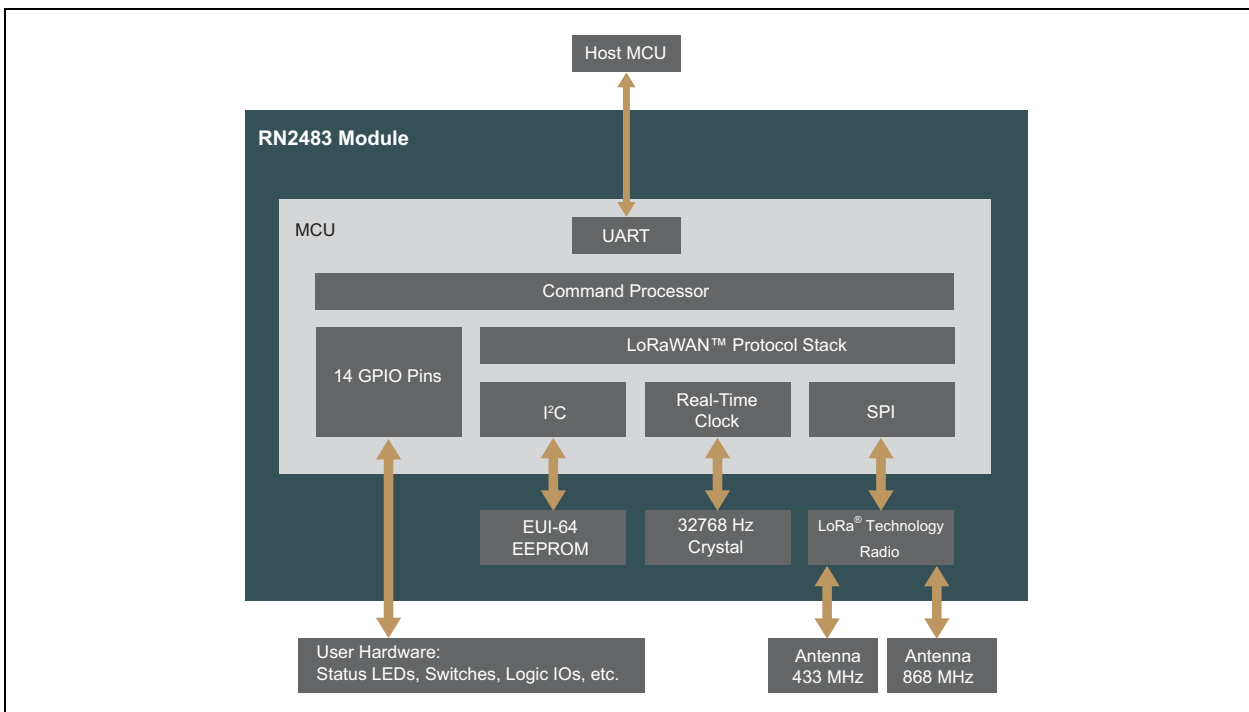 Host MCU
RN2483 Module
MCU
UART
Command Processor
LoRaWAN™ Protocol Stack
14 GPIO Pins
I²C
Real-Time
Clock
SPI
EUI-64
EEPROM
32768 Hz
Crystal
LoRa® Technology
Radio
User Hardware:
Status LEDs, Switches, Logic IOs, etc.
Antenna
433 MHz
Antenna
868 MHz